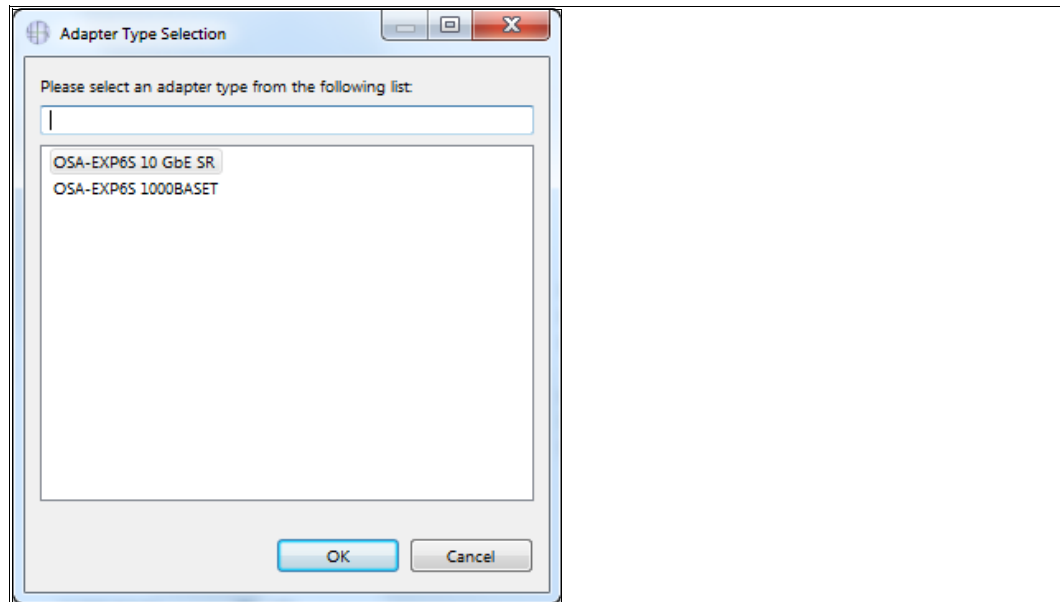 Adapter Type Selection
Please select an adapter type from the following list:
OSA-EXP6S 10 GbE SR
OSA-EXP6S 1000BASET
OK Cancel